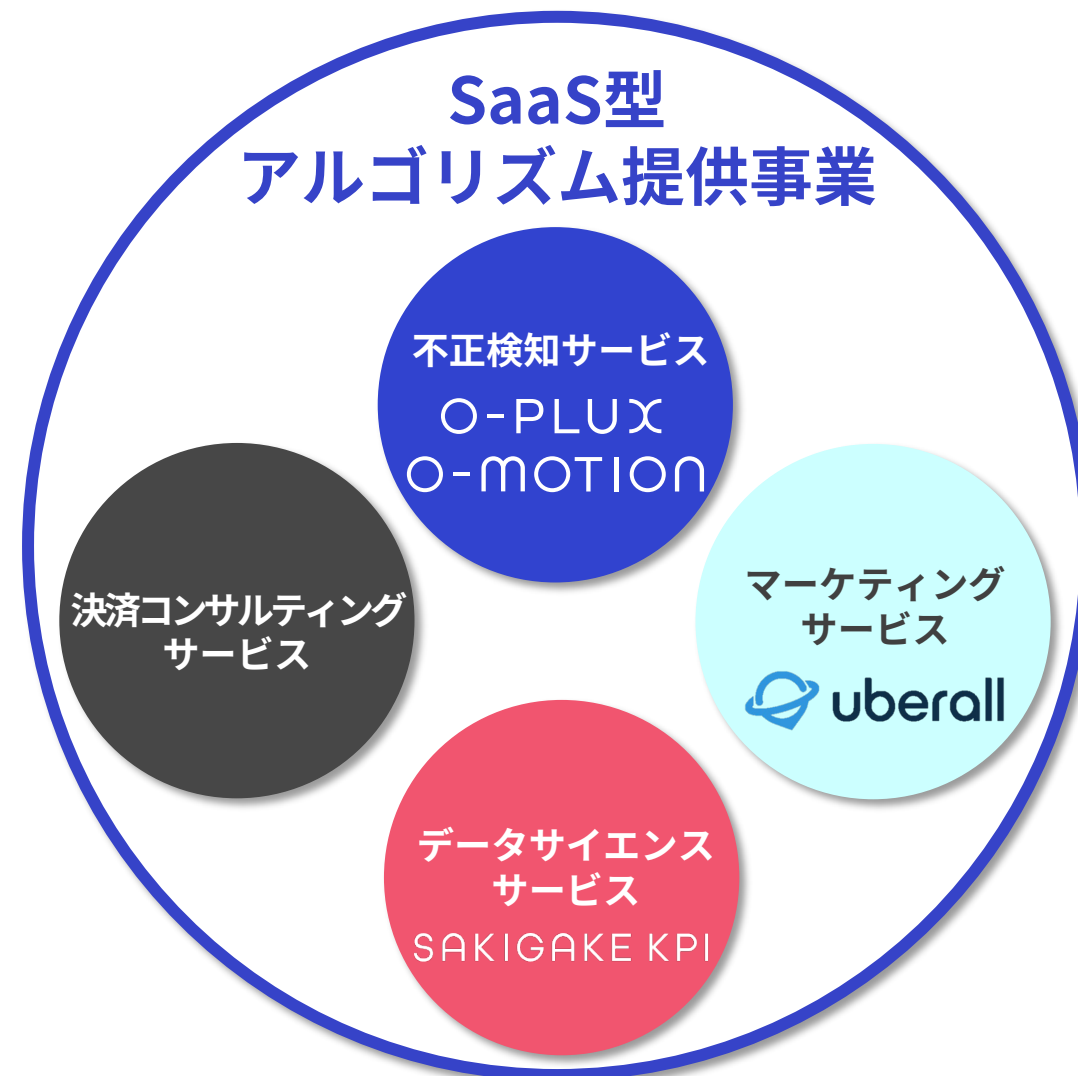 SaaS型
アルゴリズム提供事業
不正検知サービス
O-PLUX
O-MOTION
決済コンサルティング
サービス
マーケティング
サービス
uberall
データサイエンス
サービス
SAKIGAKE KPI